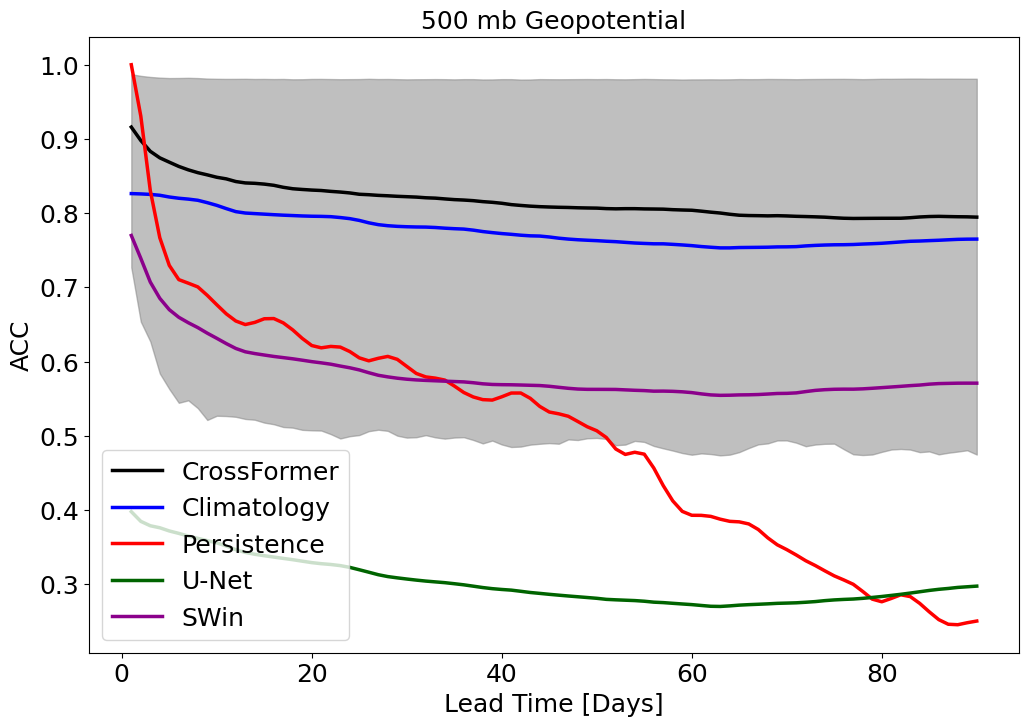 500 mb Geopotential
ACC
1.0
0.9
0.8
0.7
0.6
0.5
0.4
0.3
CrossFormer
Climatology
Persistence
U-Net
SWin
0 20 40 60 80
Lead Time [Days]